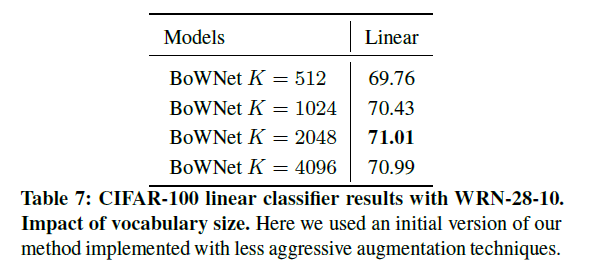 Models Linear
BoWNet K = 512 69.76
BoWNet K = 1024 70.43
BoWNet K = 2048 71.01
BoWNet K = 4096 70.99
Table 7: CIFAR-100 linear classifier results with WRN-28-10.
Impact of vocabulary size. Here we used an initial version of our
method implemented with less aggressive augmentation techniques.